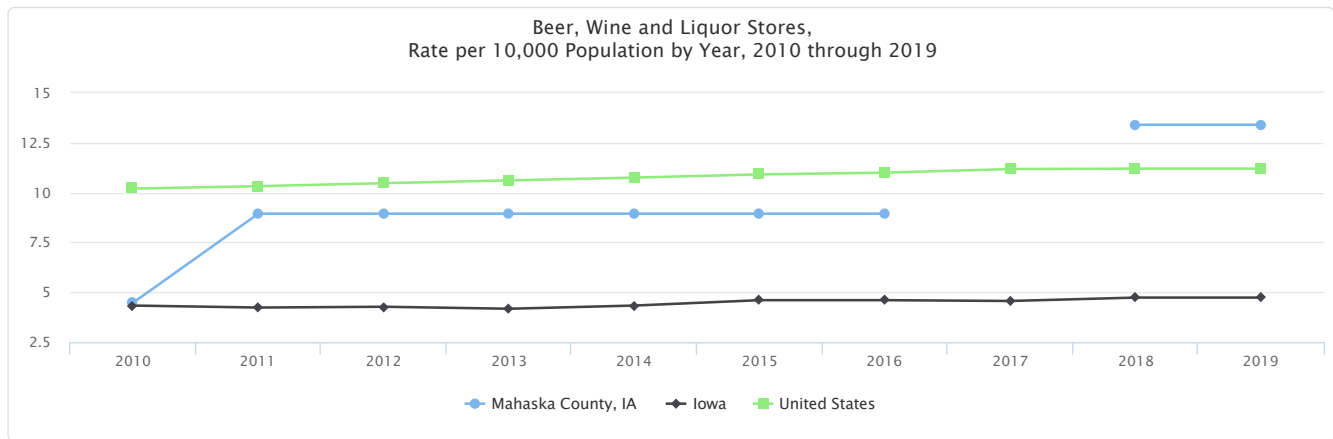 Beer, Wine and Liquor Stores,
Rate per 10,000 Population by Year, 2010 through 2019
15
12.5
10
7.5
5
2.5
2010 2011 2012 2013 2014 2015 2016 2017 2018 2019
Mahaska County, IA Iowa United States